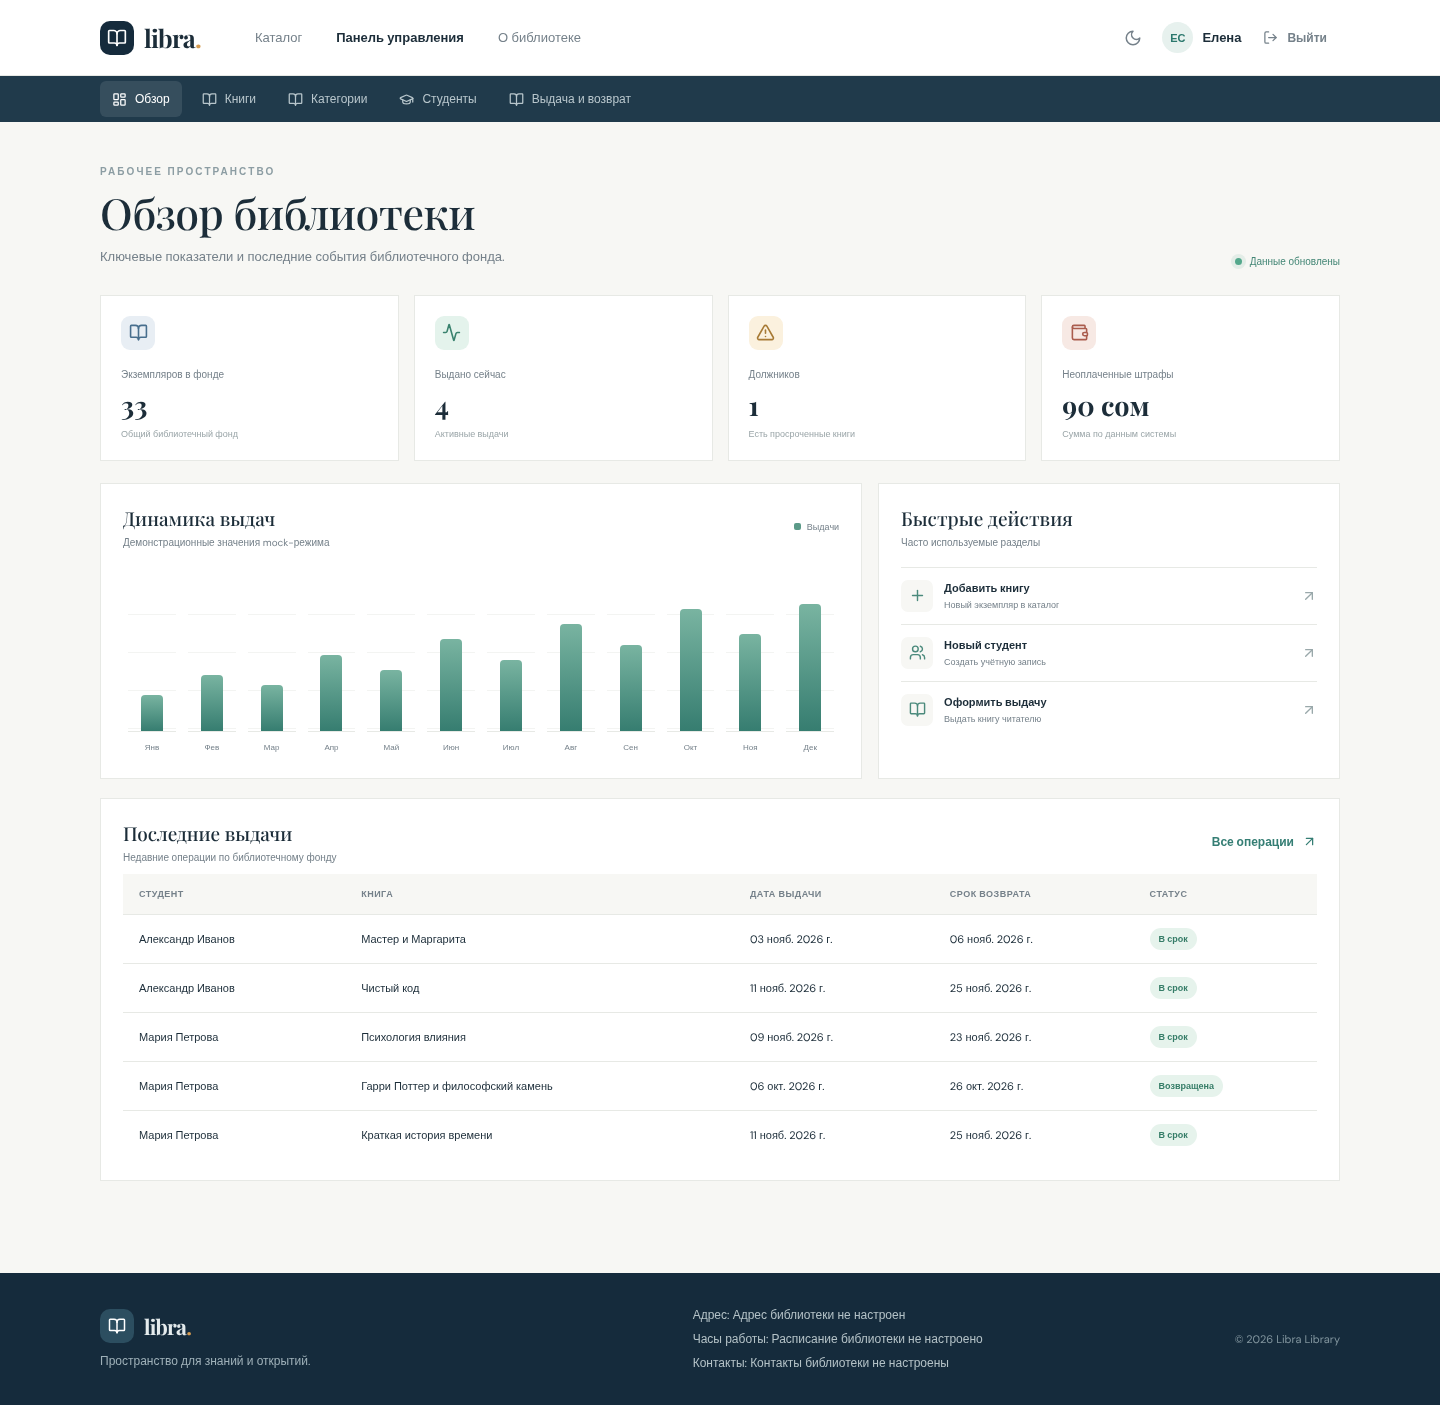 libra.
Каталог
Панель управления
О библиотеке
ЕС
Елена
Выйти
Обзор
Книги
Категории
Студенты
Выдача и возврат
РАБОЧЕЕ ПРОСТРАНСТВО
Обзор библиотеки
Ключевые показатели и последние события библиотечного фонда.
Данные обновлены
Экземпляров в фонде
33
Общий библиотечный фонд
Выдано сейчас
4
Активные выдачи
Должников
1
Есть просроченные книги
Неоплаченные штрафы
90 сом
Сумма по данным системы
Динамика выдач
Демонстрационные значения mock-режима
Выдачи
Янв Фев Мар Апр Май Июн Июл Авг Сен Окт Ноя Дек
Быстрые действия
Часто используемые разделы
Добавить книгу
Новый экземпляр в каталог
Новый студент
Создать учётную запись
Оформить выдачу
Выдать книгу читателю
Последние выдачи
Недавние операции по библиотечному фонду
Все операции
СТУДЕНТ КНИГА ДАТА ВЫДАЧИ СРОК ВОЗВРАТА СТАТУС
Александр Иванов Мастер и Маргарита 03 нояб. 2026 г. 06 нояб. 2026 г. В срок
Александр Иванов Чистый код 11 нояб. 2026 г. 25 нояб. 2026 г. В срок
Мария Петрова Психология влияния 09 нояб. 2026 г. 23 нояб. 2026 г. В срок
Мария Петрова Гарри Поттер и философский камень 06 окт. 2026 г. 26 окт. 2026 г. Возвращена
Мария Петрова Краткая история времени 11 нояб. 2026 г. 25 нояб. 2026 г. В срок
libra.
Пространство для знаний и открытий.
Адрес: Адрес библиотеки не настроен
Часы работы: Расписание библиотеки не настроено
Контакты: Контакты библиотеки не настроены
© 2026 Libra Library